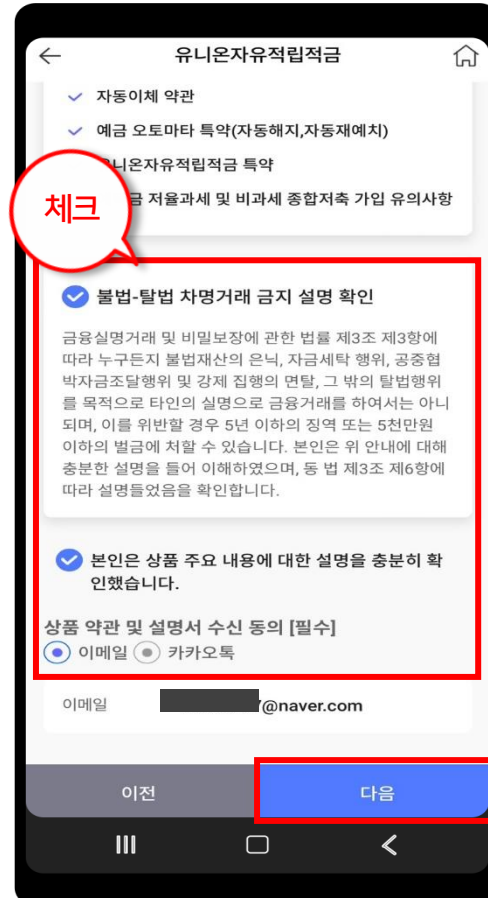 유니온자유적립적금
자동이체 약관
예금 오토마타 특약(자동해지,자동재예치)
유니온자유적립적금 특약
저율과세 및 비과세 종합저축 가입 유의사항
체크
불법-탈법 차명거래 금지 설명 확인
금융실명거래 및 비밀보장에 관한 법률 제3조 제3항에
따라 누구든지 불법재산의 은닉, 자금세탁 행위, 공중협
박자금조달행위 및 강제 집행의 면탈, 그 밖의 탈법행위
를 목적으로 타인의 실명으로 금융거래를 하여서는 아니
되며, 이를 위반할 경우 5년 이하의 징역 또는 5천만원
이하의 벌금에 처할 수 있습니다. 본인은 위 안내에 대해
충분한 설명을 들어 이해하였으며, 동 법 제3조 제6항에
따라 설명들었음을 확인합니다.
본인은 상품 주요 내용에 대한 설명을 충분히 확
인했습니다.
상품 약관 및 설명서 수신 동의 [필수]
이메일 카카오톡
이메일 @naver.com
이전 다음